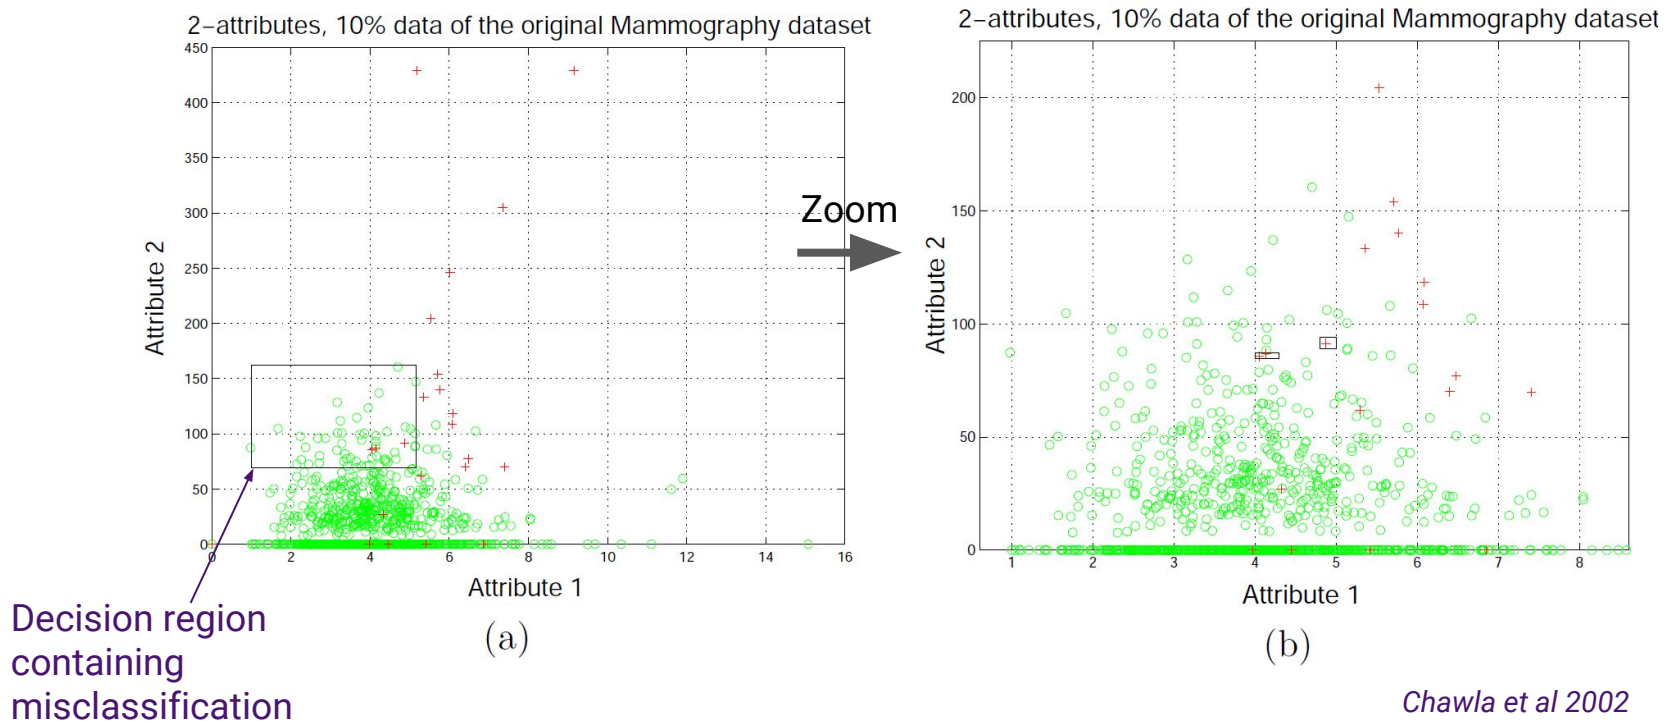 2−attributes, 10% data of the original Mammography dataset
450
400
350
300
250
200
150
100
50
0
0 2 4 6 8 10 12 14 16
Attribute 2
Attribute 1
(a)
Decision region
containing
misclassification
Zoom
2−attributes, 10% data of the original Mammography dataset
200
150
100
50
0
1 2 3 4 5 6 7 8
Attribute 2
Attribute 1
(b)
Chawla et al 2002